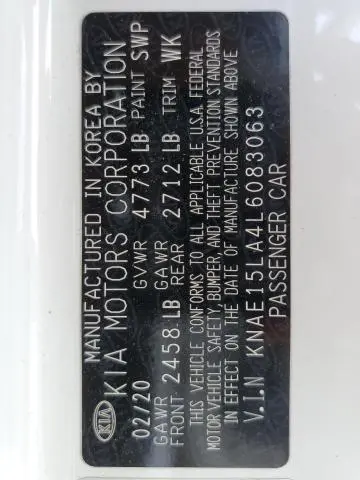 MANUFACTURED IN KOREA BY
KIA KIA MOTORS CORPORATION
02/20 GVWR 4773 LB PAINT SWP
GAWR FRONT 2458 LB GAWR REAR 2712 LB TRIM WK
THIS VEHICLE CONFORMS TO ALL APPLICABLE U.S.A. FEDERAL
MOTOR VEHICLE SAFETY, BUMPER, AND THEFT PREVENTION STANDARDS
IN EFFECT ON THE DATE OF MANUFACTURE SHOWN ABOVE
V.I.N KNAE15LA4L6083063
PASSENGER CAR